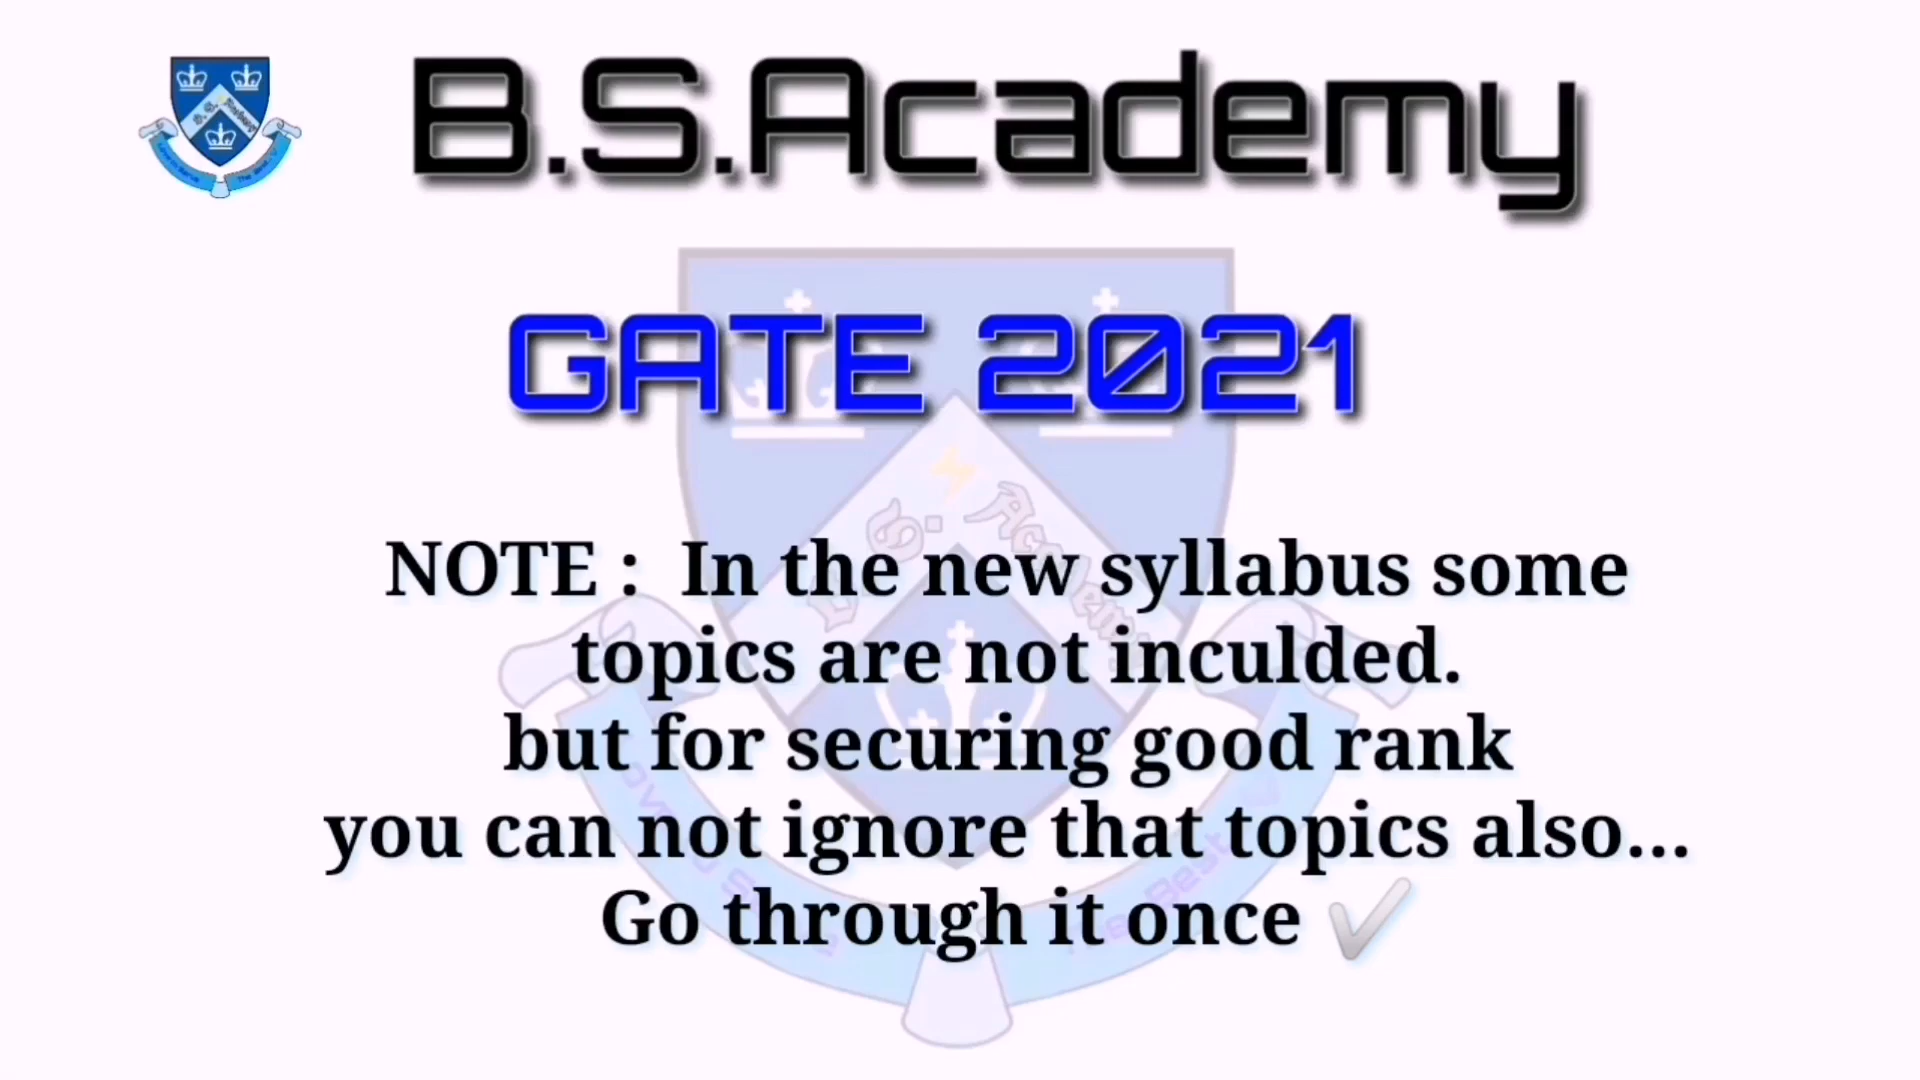 B.S.Academy
GATE 2021
NOTE : In the new syllabus some
topics are not inculded.
but for securing good rank
you can not ignore that topics also...
Go through it once ✔